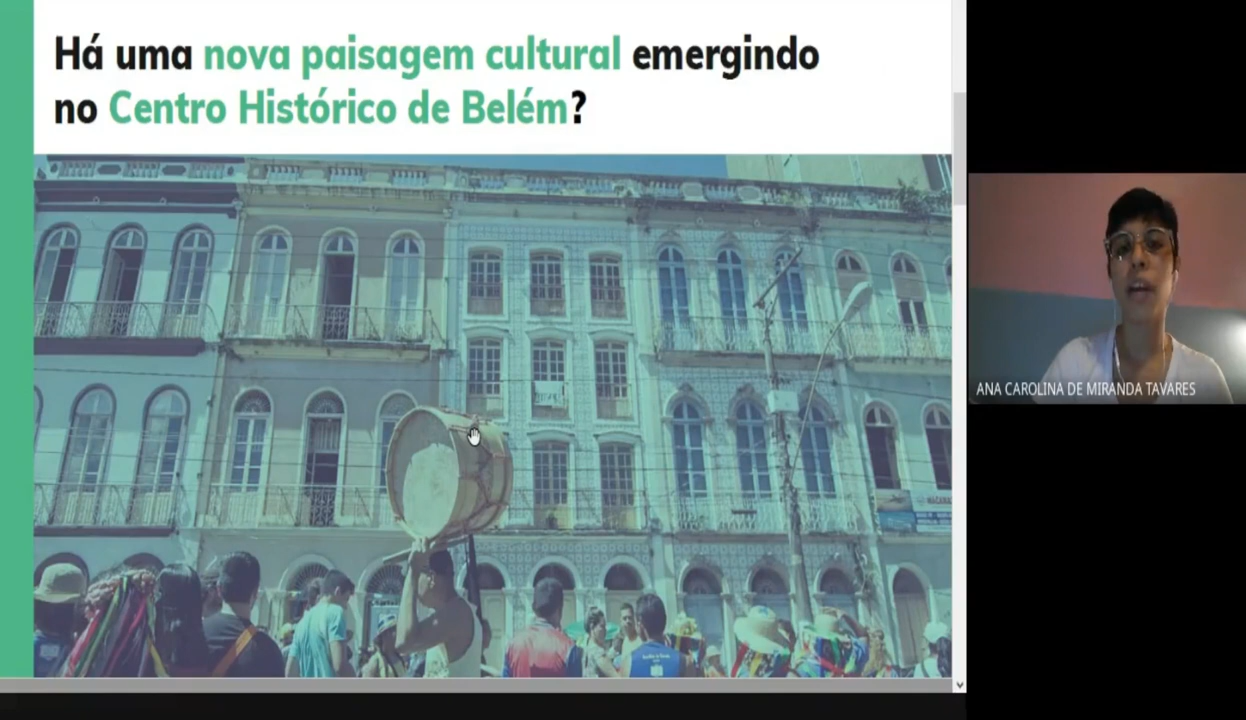 Há uma nova paisagem cultural emergindo
no Centro Histórico de Belém?
ANA CAROLINA DE MIRANDA TAVARES